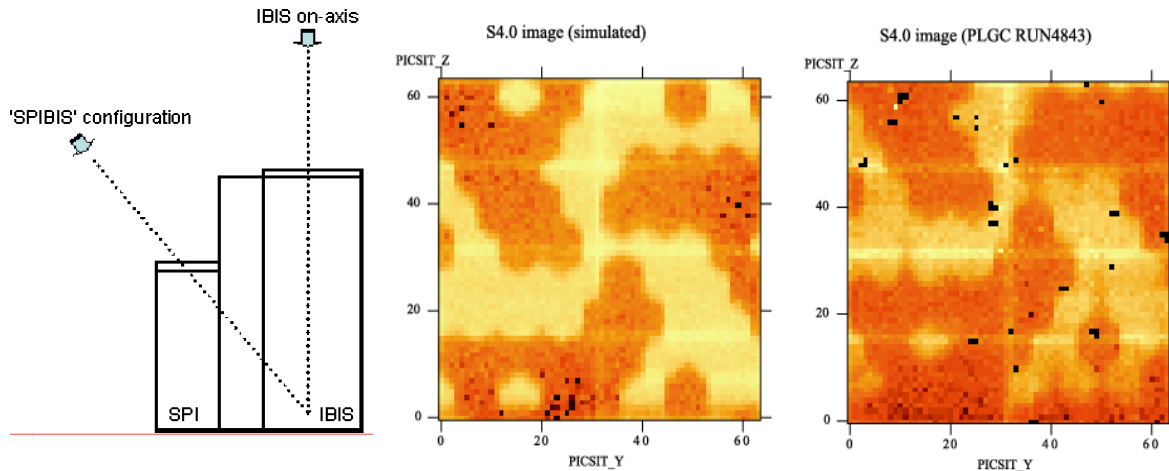 IBIS on-axis
'SPIBIS' configuration
SPI
IBIS
S4.0 image (simulated)
PICSIT_Z
60
40
20
0
0 20 40 60
PICSIT_Y
S4.0 image (PLGC RUN4843)
PICSIT_Z
60
40
20
0
0 20 40 60
PICSIT_Y